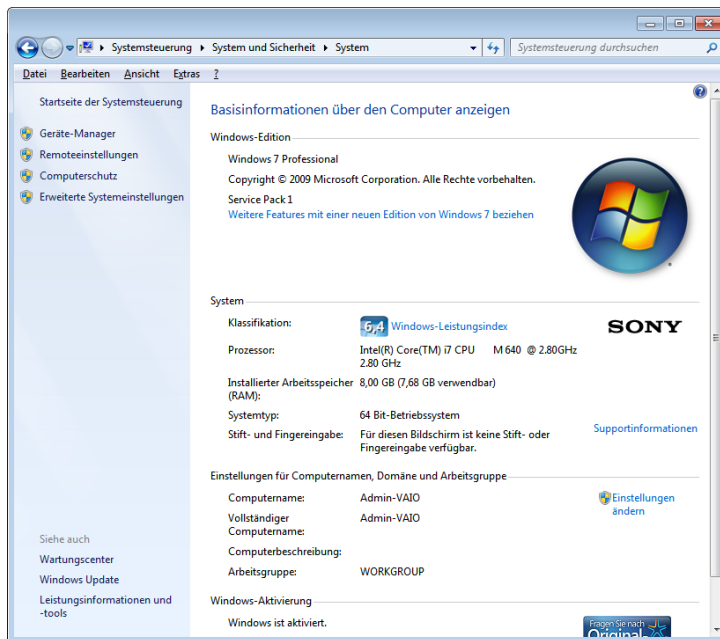 Systemsteuerung ▸ System und Sicherheit ▸ System
Systemsteuerung durchsuchen
Datei Bearbeiten Ansicht Extras ?
Startseite der Systemsteuerung
Geräte-Manager
Remoteeinstellungen
Computerschutz
Erweiterte Systemeinstellungen
Siehe auch
Wartungscenter
Windows Update
Leistungsinformationen und
-tools
Basisinformationen über den Computer anzeigen
Windows-Edition
Windows 7 Professional
Copyright © 2009 Microsoft Corporation. Alle Rechte vorbehalten.
Service Pack 1
Weitere Features mit einer neuen Edition von Windows 7 beziehen
System
Klassifikation: 6,4 Windows-Leistungsindex
SONY
Prozessor: Intel(R) Core(TM) i7 CPU M 640 @ 2.80GHz
2.80 GHz
Installierter Arbeitsspeicher 8,00 GB (7,68 GB verwendbar)
(RAM):
Systemtyp: 64 Bit-Betriebssystem
Supportinformationen
Stift- und Fingereingabe: Für diesen Bildschirm ist keine Stift- oder
Fingereingabe verfügbar.
Einstellungen für Computernamen, Domäne und Arbeitsgruppe
Computername: Admin-VAIO
Einstellungen
ändern
Vollständiger Admin-VAIO
Computername:
Computerbeschreibung:
Arbeitsgruppe: WORKGROUP
Windows-Aktivierung
Windows ist aktiviert.
Fragen Sie nach
Original-